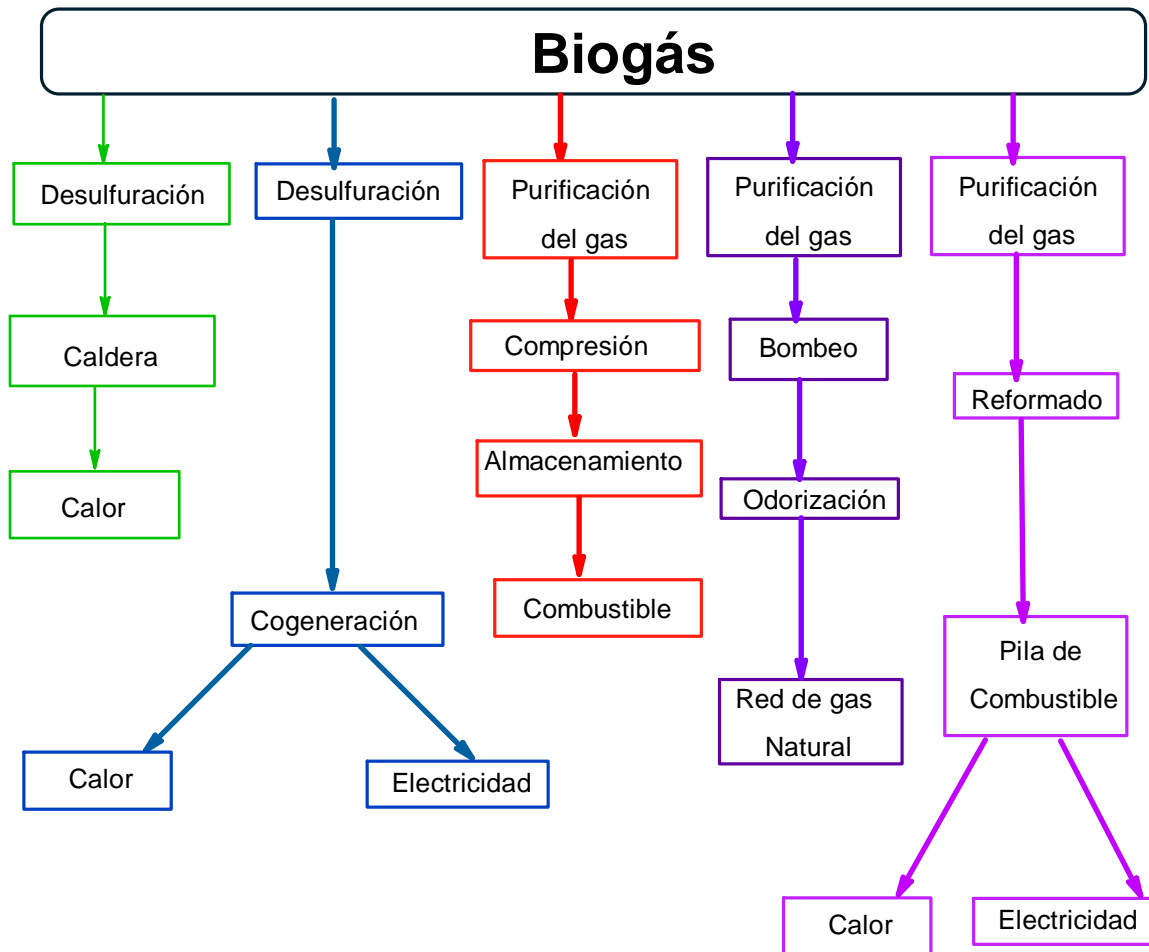 Biogás
Desulfuración
Desulfuración
Purificación
del gas
Purificación
del gas
Purificación
del gas
Caldera
Compresión
Bombeo
Reformado
Calor
Almacenamiento
Odorización
Cogeneración
Combustible
Pila de
Combustible
Red de gas
Natural
Calor
Electricidad
Calor
Electricidad